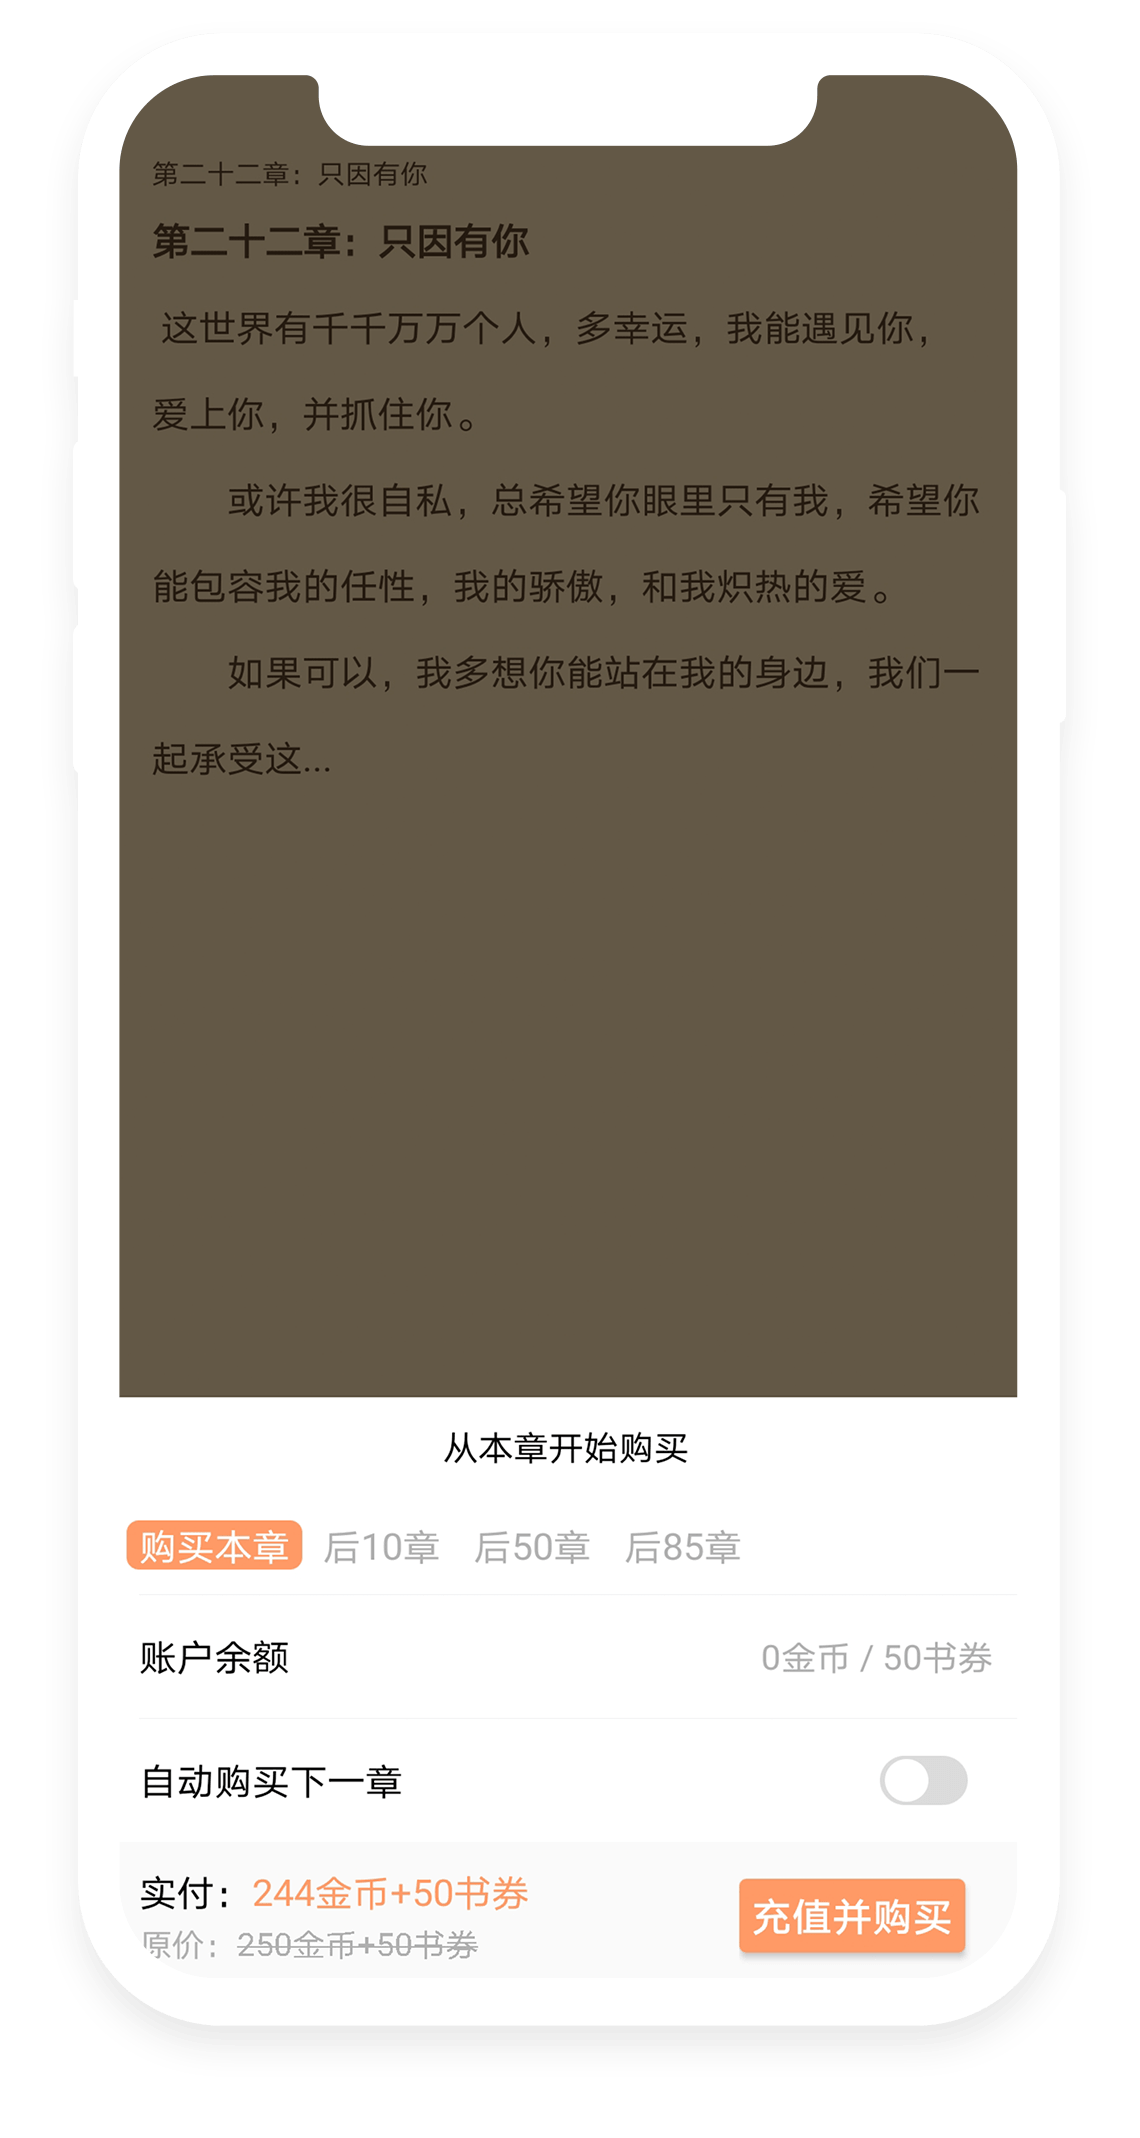 第二十二章：只因有你
第二十二章：只因有你
这世界有千千万万个人，多幸运，我能遇见你，
爱上你，并抓住你。
或许我很自私，总希望你眼里只有我，希望你
能包容我的任性，我的骄傲，和我炽热的爱。
如果可以，我多想你能站在我的身边，我们一
起承受这...
从本章开始购买
购买本章 后10章 后50章 后85章
账户余额 0金币 / 50书券
自动购买下一章
实付：244金币+50书券
原价：250金币+50书券
充值并购买